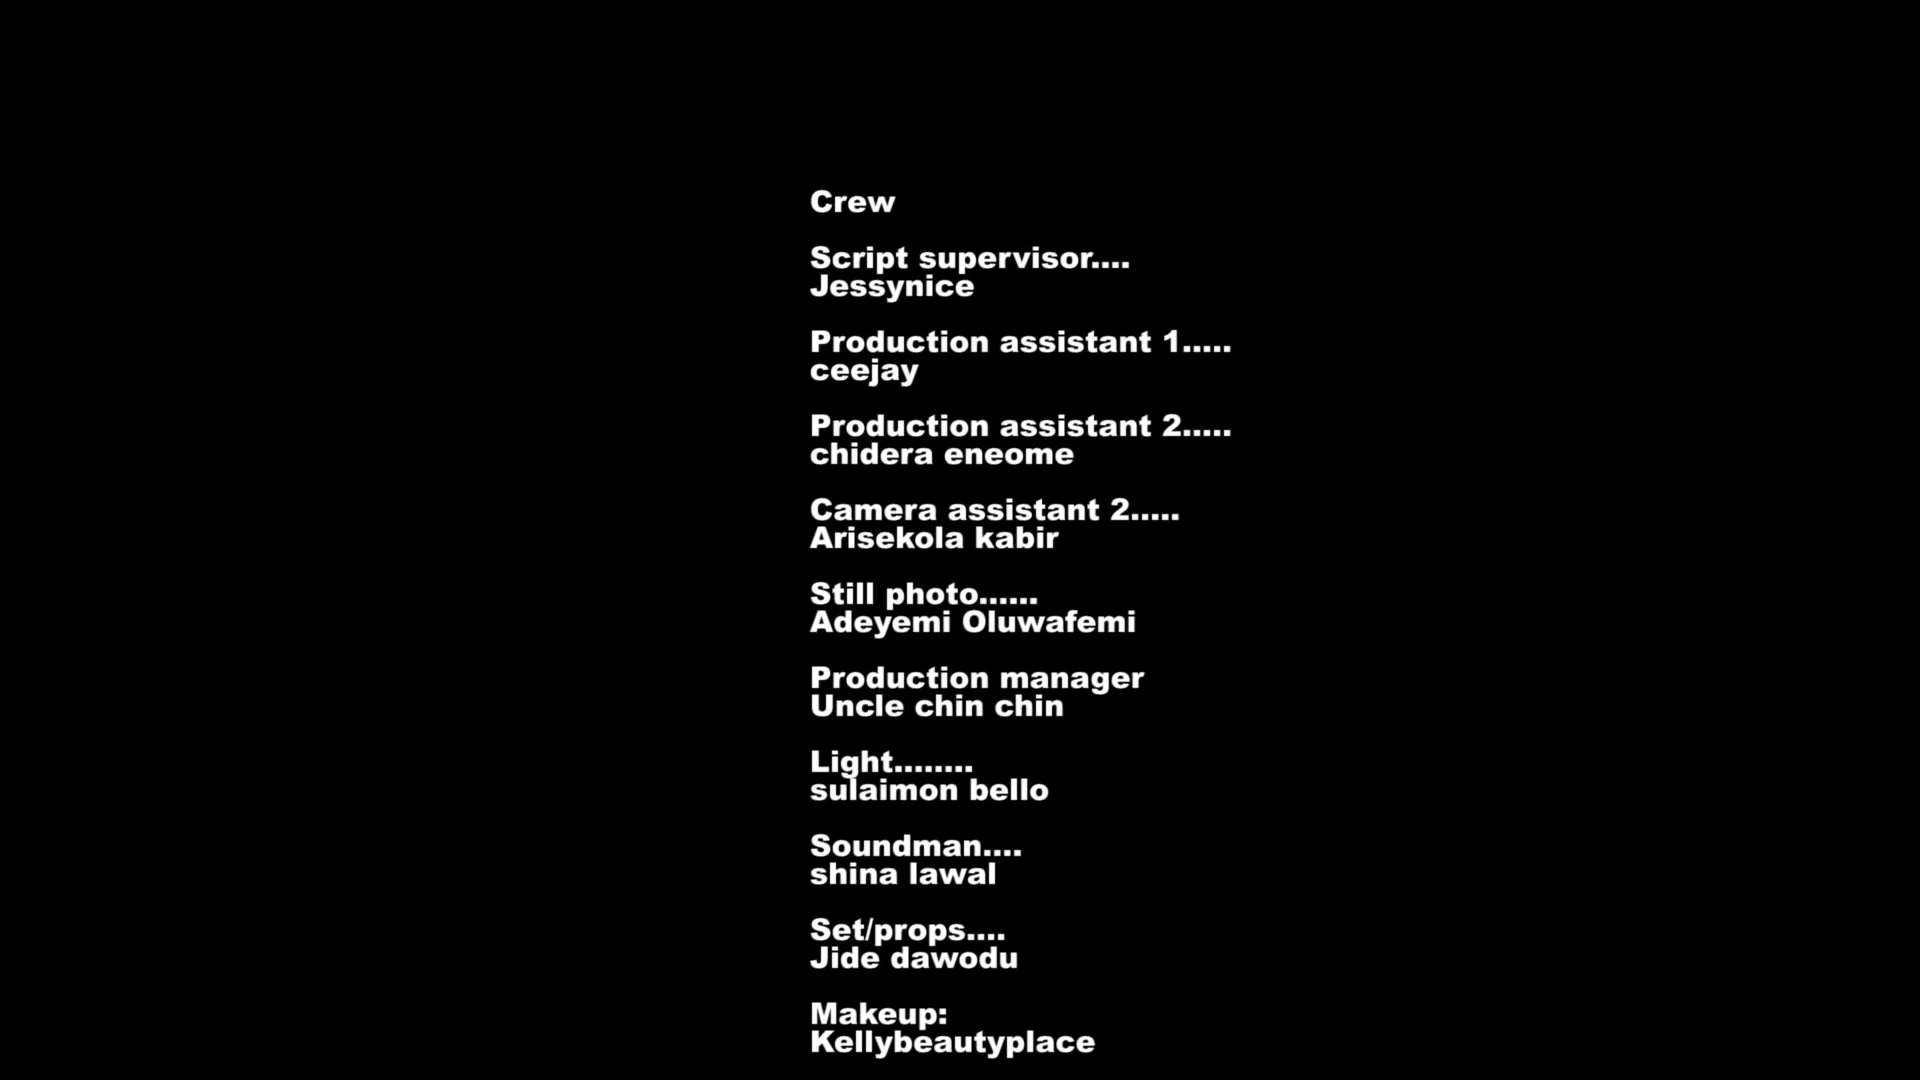 Crew
Script supervisor....
Jessynice
Production assistant 1.....
ceejay
Production assistant 2.....
chidera eneome
Camera assistant 2.....
Arisekola kabir
Still photo......
Adeyemi Oluwafemi
Production manager
Uncle chin chin
Light........
sulaimon bello
Soundman....
shina lawal
Set/props....
Jide dawodu
Makeup:
Kellybeautyplace